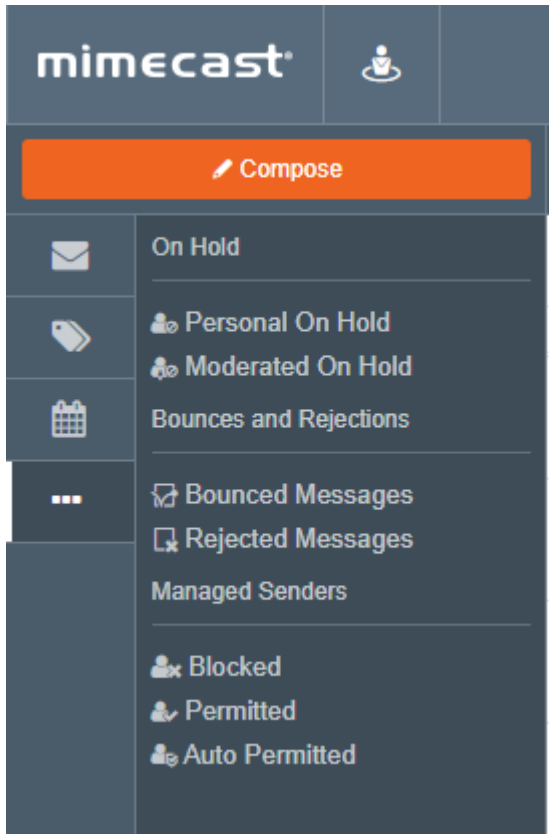 mimecast
Compose
On Hold
Personal On Hold
Moderated On Hold
Bounces and Rejections
Bounced Messages
Rejected Messages
Managed Senders
Blocked
Permitted
Auto Permitted